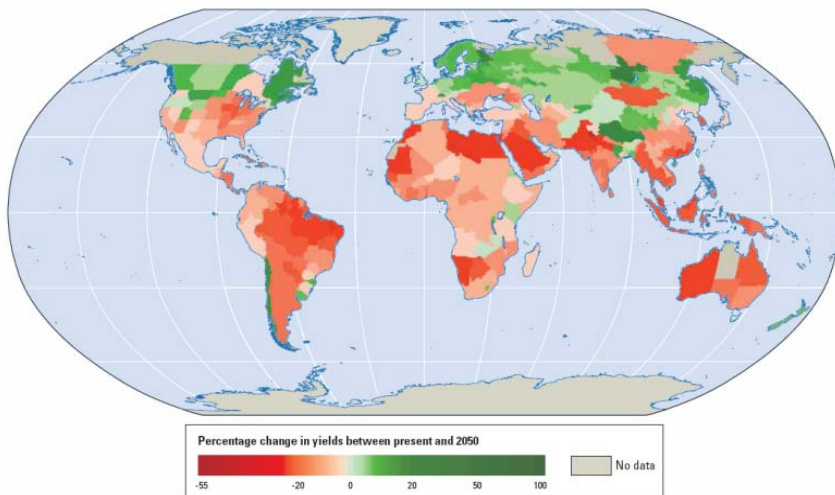 Percentage change in yields between present and 2050
No data
-55 -20 0 20 50 100